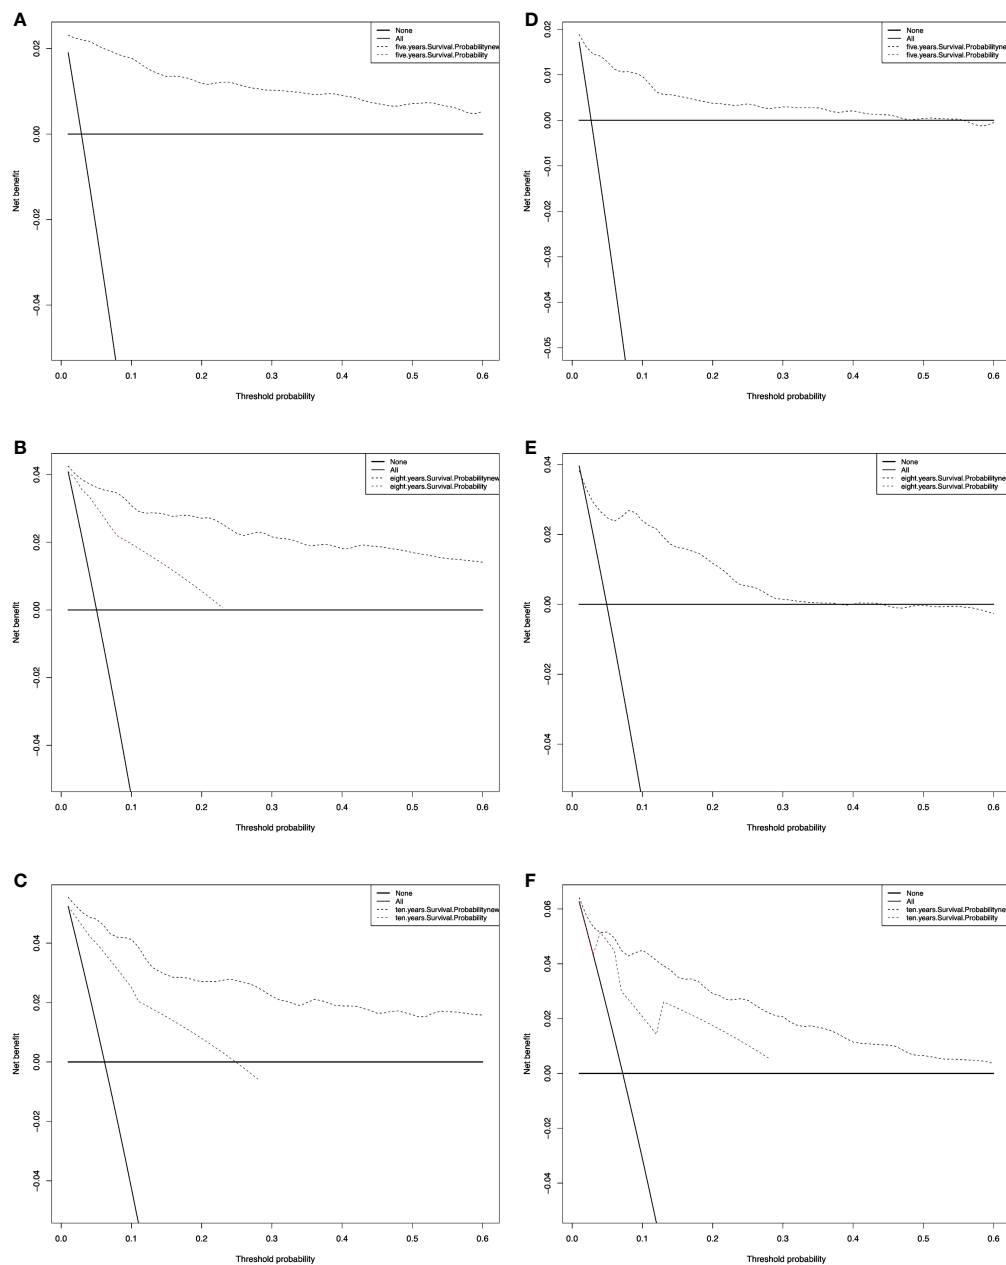 A
None
All
five.years.Survival.Probabilitynew
five.years.Survival.Probability
Net benefit
0.02
0.00
−0.02
−0.04
0.0 0.1 0.2 0.3 0.4 0.5 0.6
Threshold probability
D
None
All
five.years.Survival.Probabilityne
five.years.Survival.Probability
Net benefit
0.02
0.01
0.00
−0.01
−0.02
−0.03
−0.04
−0.05
0.0 0.1 0.2 0.3 0.4 0.5 0.6
Threshold probability
B
None
All
eight.years.Survival.Probabilitynew
eight.years.Survival.Probability
Net benefit
0.04
0.02
0.00
−0.02
−0.04
0.0 0.1 0.2 0.3 0.4 0.5 0.6
Threshold probability
E
None
All
eight.years.Survival.Probabilityne
eight.years.Survival.Probability
Net benefit
0.04
0.02
0.00
−0.02
−0.04
0.0 0.1 0.2 0.3 0.4 0.5 0.6
Threshold probability
C
None
All
ten.years.Survival.Probabilitynew
ten.years.Survival.Probability
Net benefit
0.04
0.02
0.00
−0.02
−0.04
0.0 0.1 0.2 0.3 0.4 0.5 0.6
Threshold probability
F
None
All
ten.years.Survival.Probabilityne
ten.years.Survival.Probability
Net benefit
0.06
0.04
0.02
0.00
−0.02
−0.04
0.0 0.1 0.2 0.3 0.4 0.5 0.6
Threshold probability